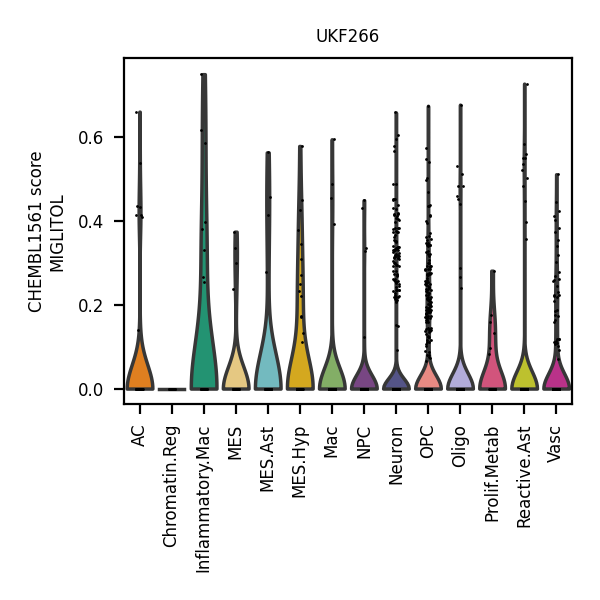 UKF266
CHEMBL1561 score
MIGLITOL
0.6
0.4
0.2
0.0
AC
Chromatin.Reg
Inflammatory.Mac
MES
MES.Ast
MES.Hyp
Mac
NPC
Neuron
OPC
Oligo
Prolif.Metab
Reactive.Ast
Vasc